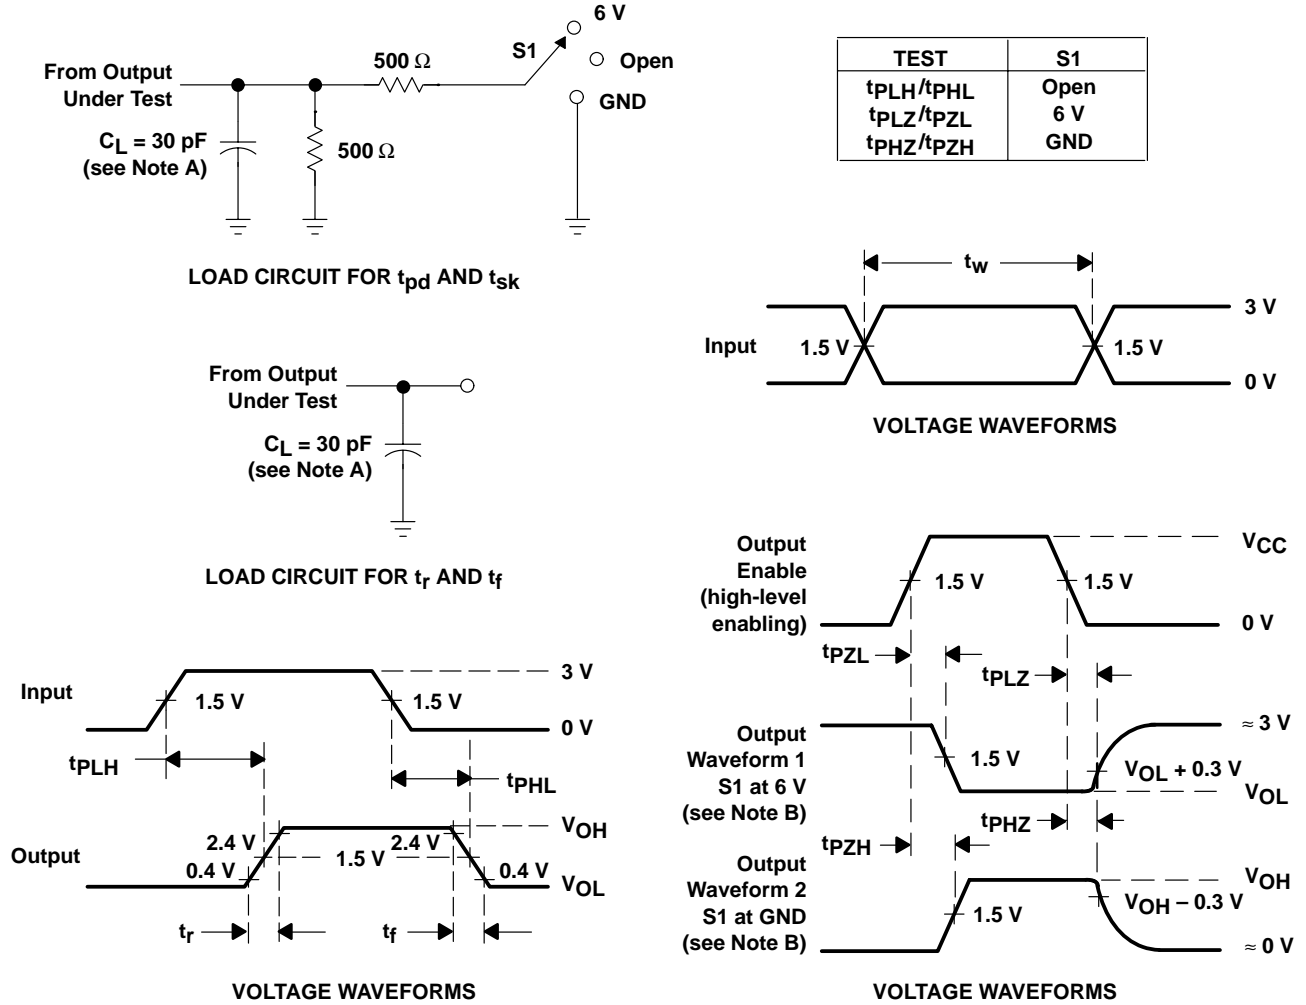 6 V
S1
500 Ω
Open
From Output
Under Test
GND
C_L = 30 pF
(see Note A)
500 Ω
LOAD CIRCUIT FOR t_pd AND t_sk
TEST S1
t_PLH/t_PHL Open
t_PLZ/t_PZL 6 V
t_PHZ/t_PZH GND
t_w
3 V
Input 1.5 V 1.5 V
0 V
VOLTAGE WAVEFORMS
From Output
Under Test
C_L = 30 pF
(see Note A)
LOAD CIRCUIT FOR t_r AND t_f
3 V
Input 1.5 V 1.5 V
0 V
t_PLH
t_PHL
V_OH
2.4 V 2.4 V
Output 1.5 V
0.4 V 0.4 V
V_OL
t_r t_f
VOLTAGE WAVEFORMS
Output
Enable
(high-level
enabling)
V_CC
1.5 V 1.5 V
0 V
t_PZL
t_PLZ
Output
Waveform 1
S1 at 6 V
(see Note B)
≈ 3 V
1.5 V
V_OL + 0.3 V
V_OL
t_PHZ
t_PZH
Output
Waveform 2
S1 at GND
(see Note B)
V_OH
1.5 V
V_OH − 0.3 V
≈ 0 V
VOLTAGE WAVEFORMS